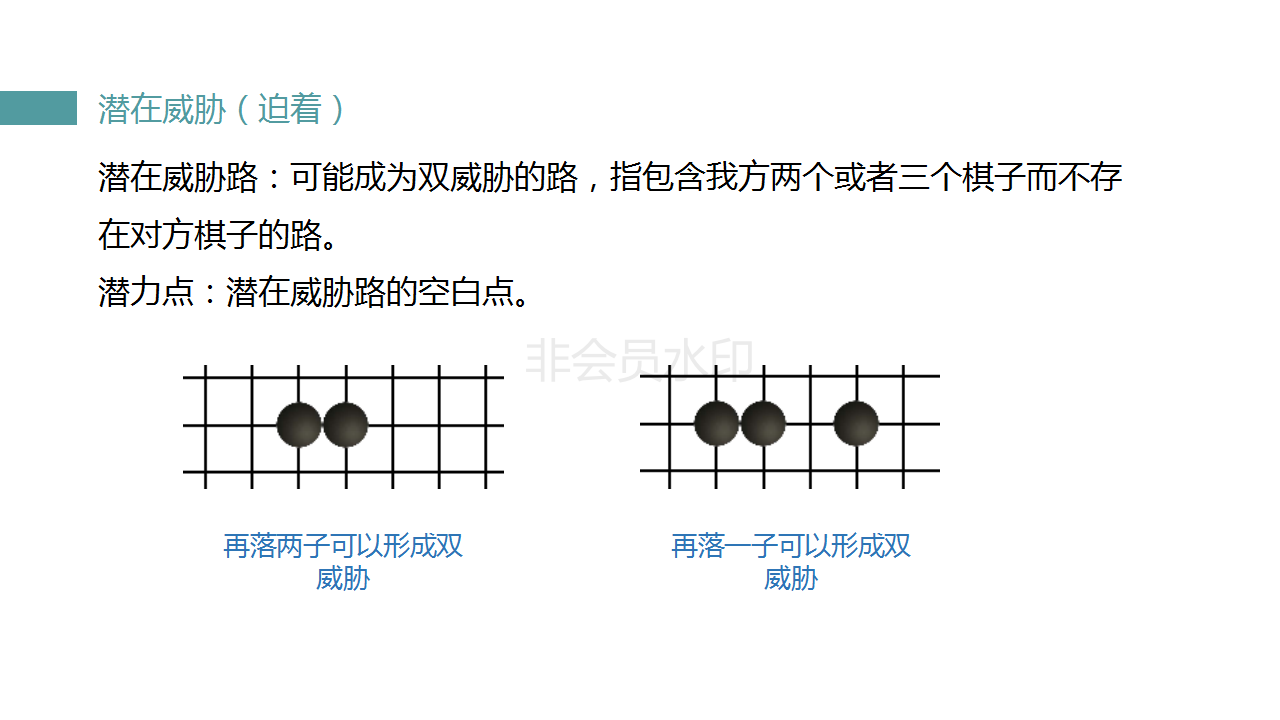 潜在威胁（迫着）
潜在威胁路：可能成为双威胁的路，指包含我方两个或者三个棋子而不存
在对方棋子的路。
潜力点：潜在威胁路的空白点。
非会员水印
再落两子可以形成双
威胁
再落一子可以形成双
威胁